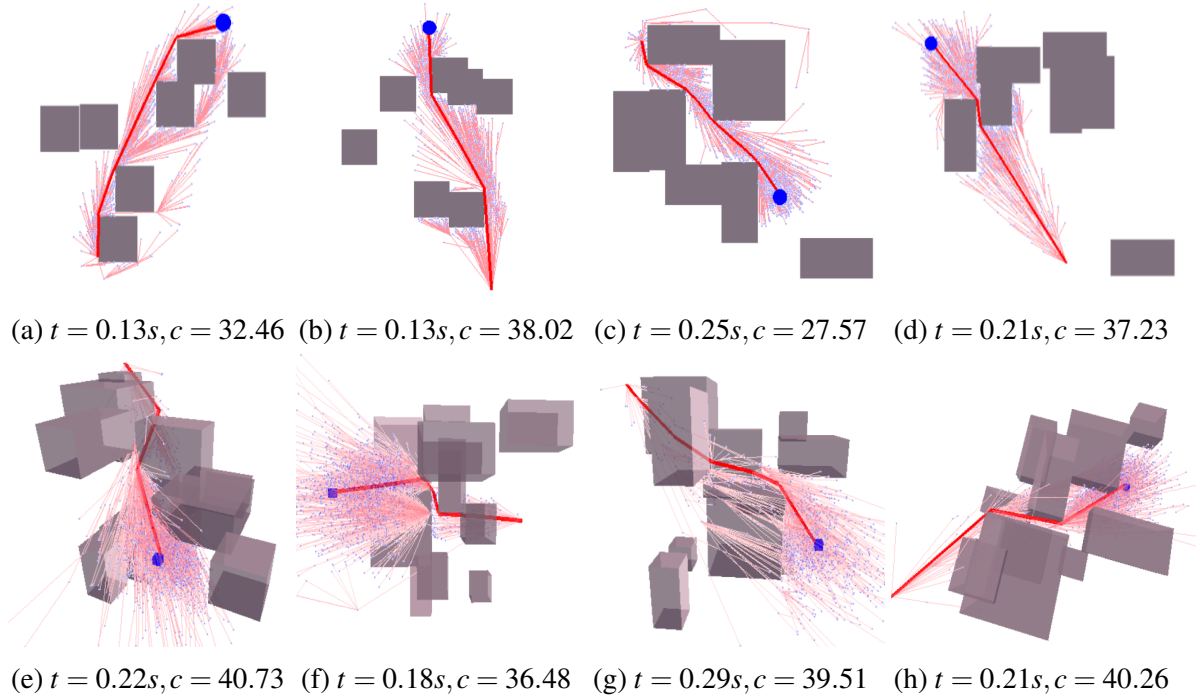 (a) t = 0.13s, c = 32.46 (b) t = 0.13s, c = 38.02 (c) t = 0.25s, c = 27.57 (d) t = 0.21s, c = 37.23
(e) t = 0.22s, c = 40.73 (f) t = 0.18s, c = 36.48 (g) t = 0.29s, c = 39.51 (h) t = 0.21s, c = 40.26